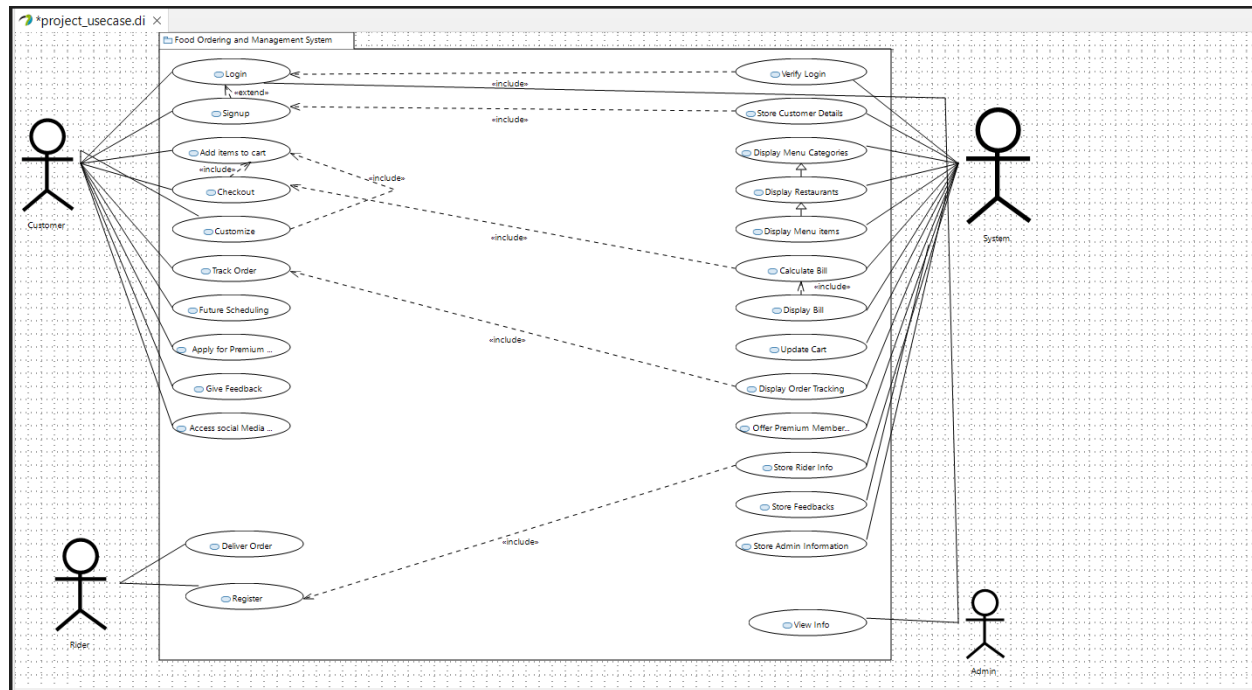 *project_usecase.di
Food Ordering and Management System
Login
Verify Login
«include»
«extend»
Signup
Store Customer Details
«include»
Add items to cart
Display Menu Categories
«include»
«include»
Checkout
Display Restaurants
Customer
Customize
Display Menu items
System
«include»
Track Order
Calculate Bill
«include»
Future Scheduling
Display Bill
«include»
Apply for Premium ...
Update Cart
Give Feedback
Display Order Tracking
Access social Media ...
Offer Premium Member...
Store Rider Info
Store Feedbacks
«include»
Deliver Order
Store Admin Information
Register
View Info
Rider
Admin